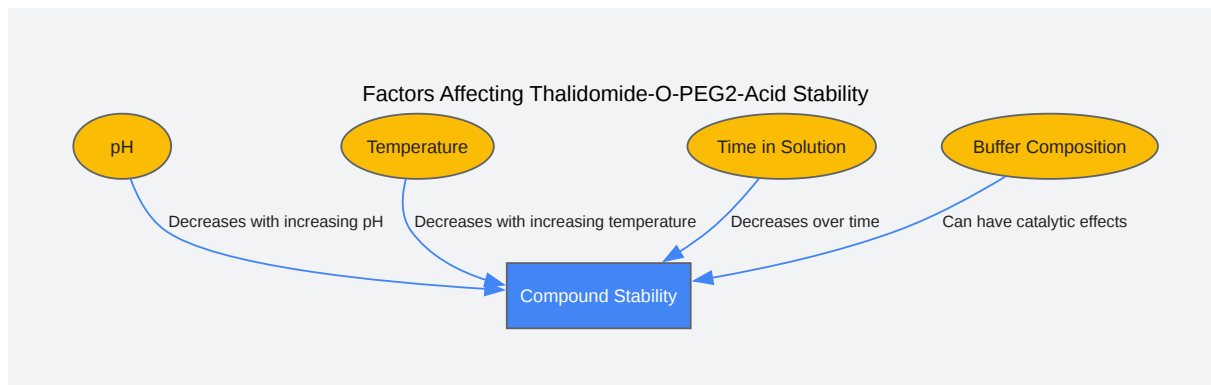 Factors Affecting Thalidomide-O-PEG2-Acid Stability
pH
Temperature
Time in Solution
Buffer Composition
Decreases with increasing pH
Decreases with increasing temperature
Decreases over time
Can have catalytic effects
Compound Stability